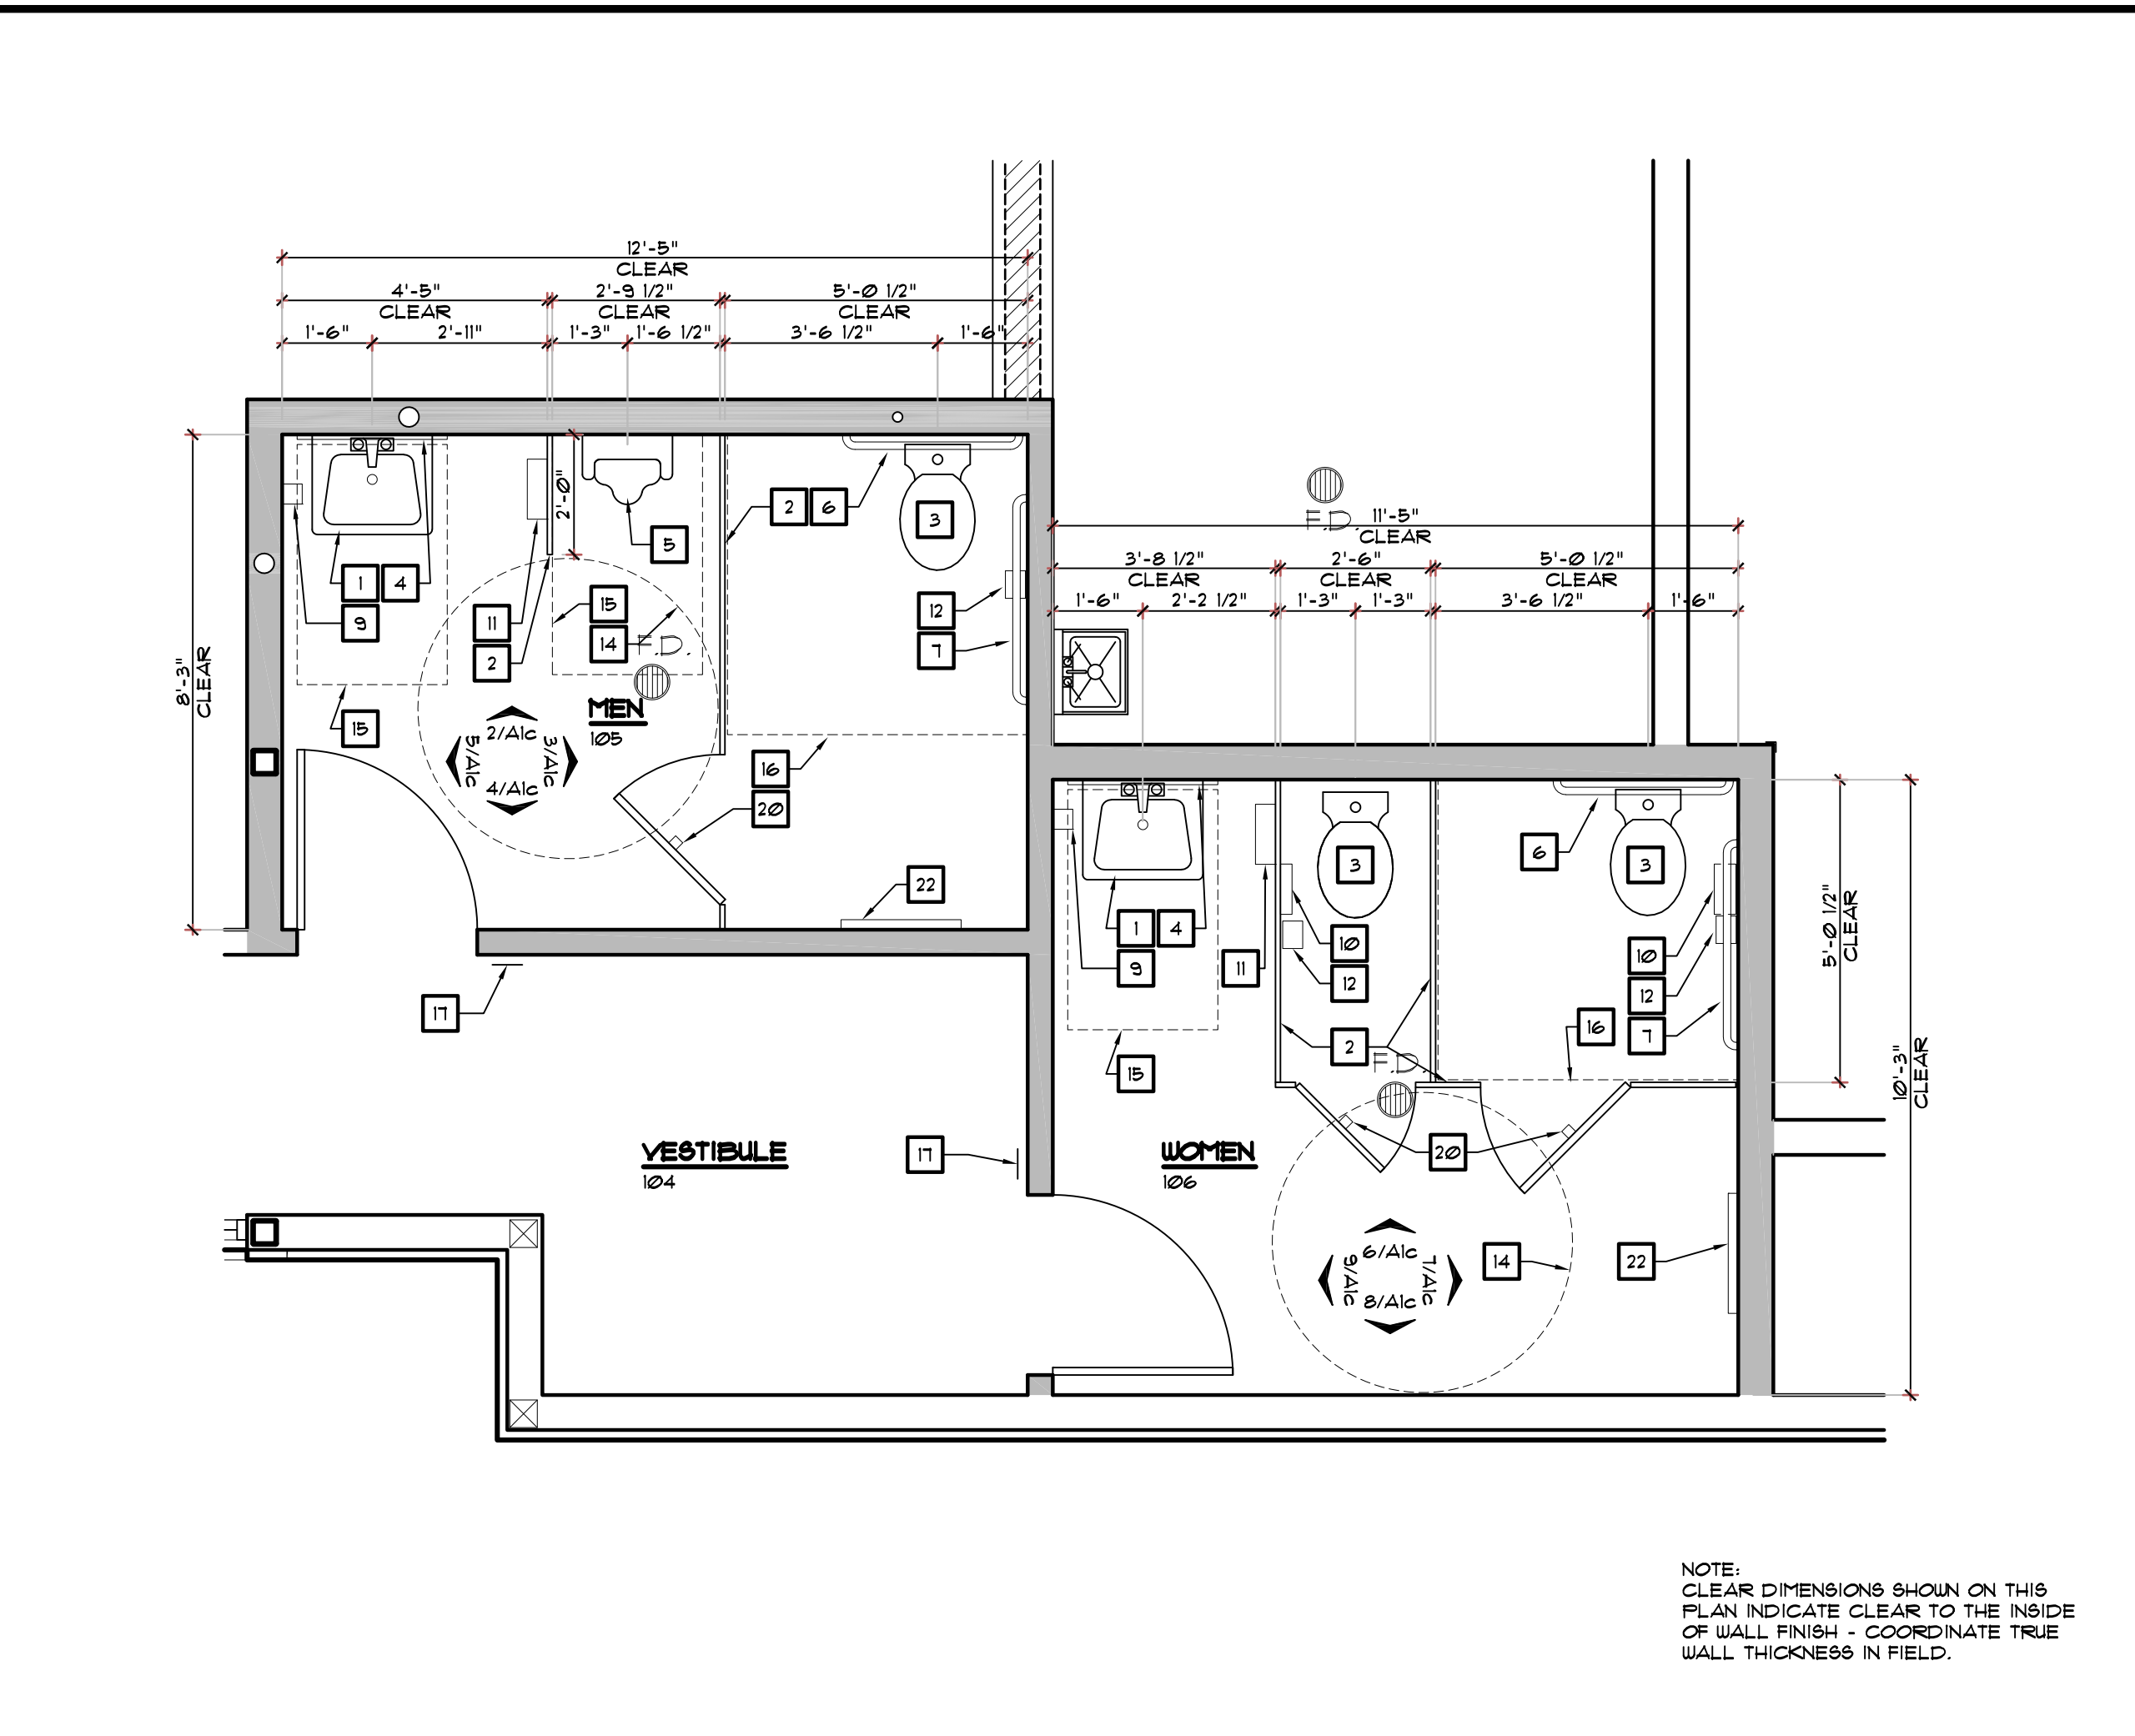 12'-5"
CLEAR
4'-5"
CLEAR
2'-9 1/2"
CLEAR
5'-0 1/2"
CLEAR
1'-6"
2'-11"
1'-3"
1'-6 1/2"
3'-6 1/2"
1'-6"
8'-3"
CLEAR
2'-0"
2
6
3
5
1
4
9
11
2
15
14
F.D.
12
7
15
MEN
105
2/A1c
3/A1c
4/A1c
5/A1c
16
20
22
17
F.D.
11'-5"
CLEAR
3'-8 1/2"
CLEAR
2'-6"
CLEAR
5'-0 1/2"
CLEAR
1'-6"
2'-2 1/2"
1'-3"
1'-3"
3'-6 1/2"
1'-6"
3
6
3
1
4
9
11
10
12
10
12
7
2
16
15
F.D.
5'-0 1/2"
CLEAR
10'-3"
CLEAR
VESTIBULE
104
17
WOMEN
106
20
6/A1c
7/A1c
8/A1c
9/A1c
14
22
NOTE:
CLEAR DIMENSIONS SHOWN ON THIS
PLAN INDICATE CLEAR TO THE INSIDE
OF WALL FINISH - COORDINATE TRUE
WALL THICKNESS IN FIELD.